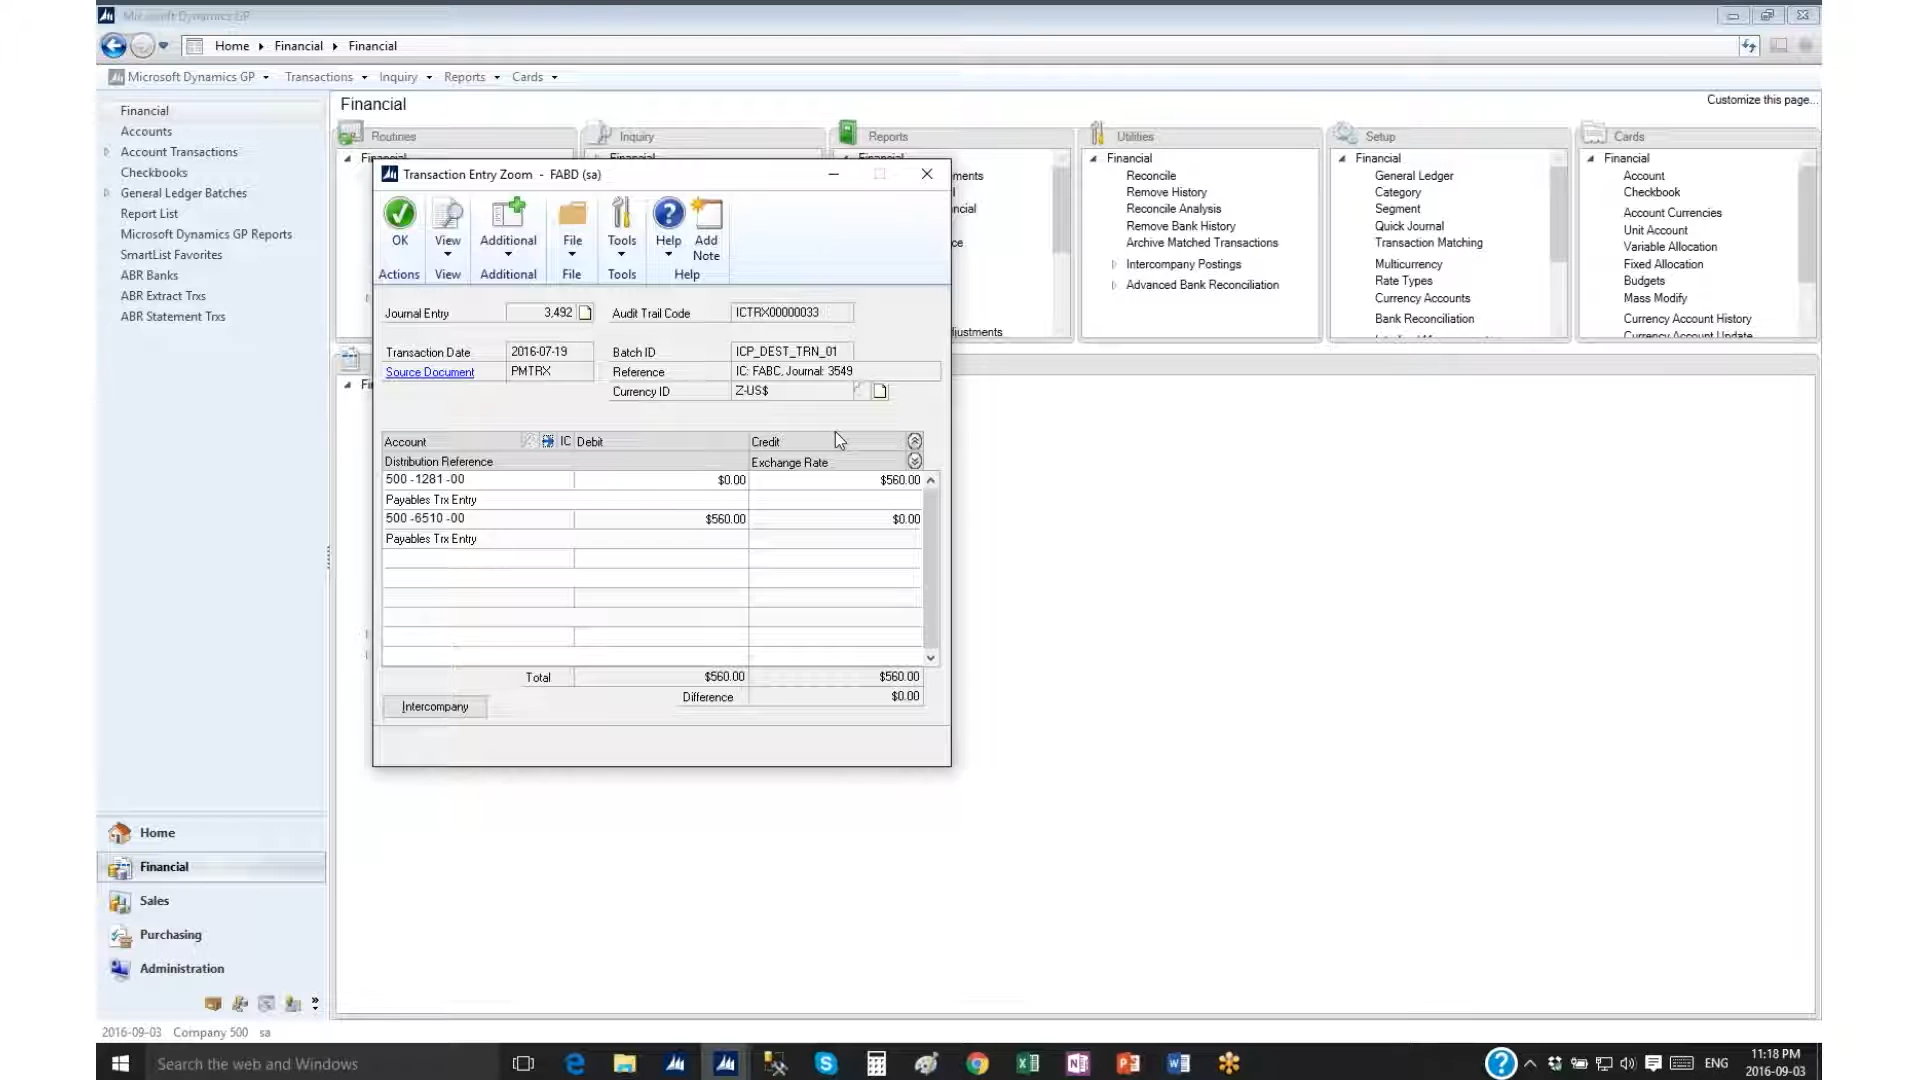 Microsoft Dynamics GP
Home Financial Financial
Microsoft Dynamics GP Transactions Inquiry Reports Cards
Financial
Accounts
Account Transactions
Checkbooks
General Ledger Batches
Report List
Microsoft Dynamics GP Reports
SmartList Favorites
ABR Banks
ABR Extract Trxs
ABR Statement Trxs
Home
Financial
Sales
Purchasing
Administration
2016-09-03 Company 500 sa
Financial
Customize this page...
Routines
Inquiry
Reports
Utilities
Financial
Reconcile
Remove History
Reconcile Analysis
Remove Bank History
Archive Matched Transactions
Intercompany Postings
Advanced Bank Reconciliation
Setup
Financial
General Ledger
Category
Segment
Quick Journal
Transaction Matching
Multicurrency
Rate Types
Currency Accounts
Bank Reconciliation
Cards
Financial
Account
Checkbook
Account Currencies
Unit Account
Variable Allocation
Fixed Allocation
Budgets
Mass Modify
Currency Account History
Currency Account Update
Transaction Entry Zoom - FABD (sa)
OK View Additional File Tools Help Add Note
Actions View Additional File Tools Help
Journal Entry 3,492 Audit Trail Code ICTRX00000033
Transaction Date 2016-07-19 Batch ID ICP_DEST_TRN_01
Source Document PMTRX Reference IC: FABC, Journal: 3549
Currency ID Z-US$
Account IC Debit Credit
Distribution Reference Exchange Rate
500 -1281 -00 $0.00 $560.00
Payables Trx Entry
500 -6510 -00 $560.00 $0.00
Payables Trx Entry
Total $560.00 $560.00
Difference $0.00
Intercompany
Search the web and Windows
ENG
11:18 PM
2016-09-03